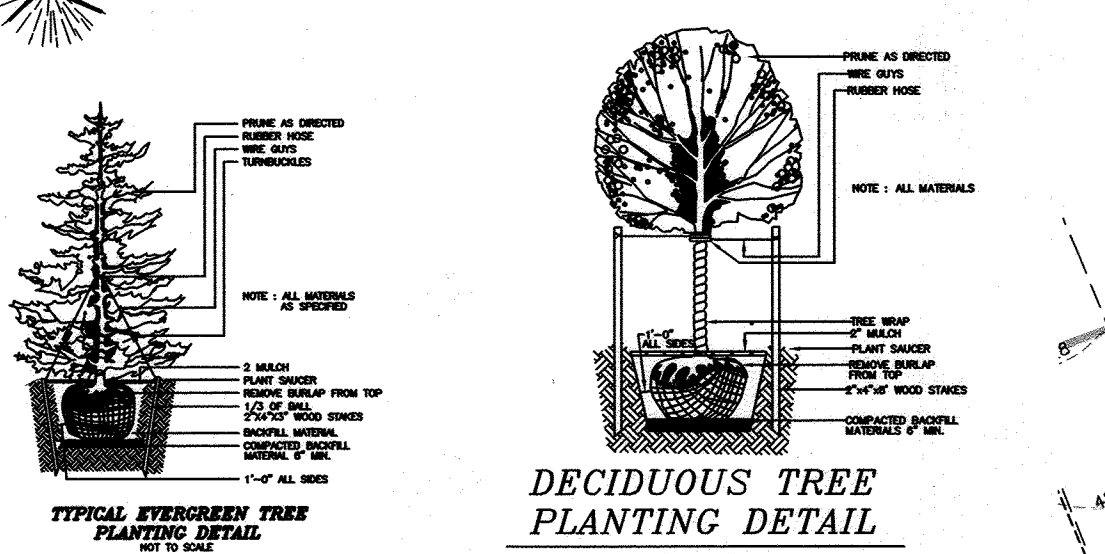 PRUNE AS DIRECTED
RUBBER HOSE
WIRE GUYS
TURNBUCKLES
NOTE : ALL MATERIALS
AS SPECIFIED
2 MULCH
PLANT SAUCER
REMOVE BURLAP FROM TOP
1/3 OF BALL
2"X4"X3" WOOD STAKES
BACKFILL MATERIAL
COMPACTED BACKFILL
MATERIAL 6" MIN.
1'-0" ALL SIDES
TYPICAL EVERGREEN TREE
PLANTING DETAIL
NOT TO SCALE
PRUNE AS DIRECTED
WIRE GUYS
RUBBER HOSE
NOTE : ALL MATERIALS
1'-0"
ALL SIDES
TREE WRAP
2" MULCH
PLANT SAUCER
REMOVE BURLAP
FROM TOP
2"x4"x8' WOOD STAKES
COMPACTED BACKFILL
MATERIALS 6" MIN.
DECIDUOUS TREE
PLANTING DETAIL
8
4